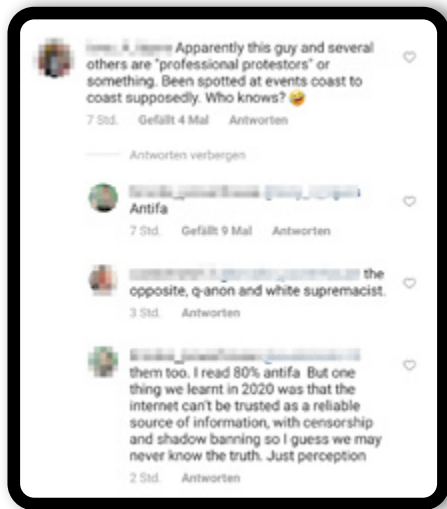 Apparently this guy and several
others are "professional protestors" or
something. Been spotted at events coast to
coast supposedly. Who knows? 🤣
7 Std. Gefällt 4 Mal Antworten
Antworten verbergen
Antifa
7 Std. Gefällt 9 Mal Antworten
the
opposite, q-anon and white supremacist.
3 Std. Antworten
them too. I read 80% antifa But one
thing we learnt in 2020 was that the
internet can't be trusted as a reliable
source of information, with censorship
and shadow banning so I guess we may
never know the truth. Just perception
2 Std. Antworten